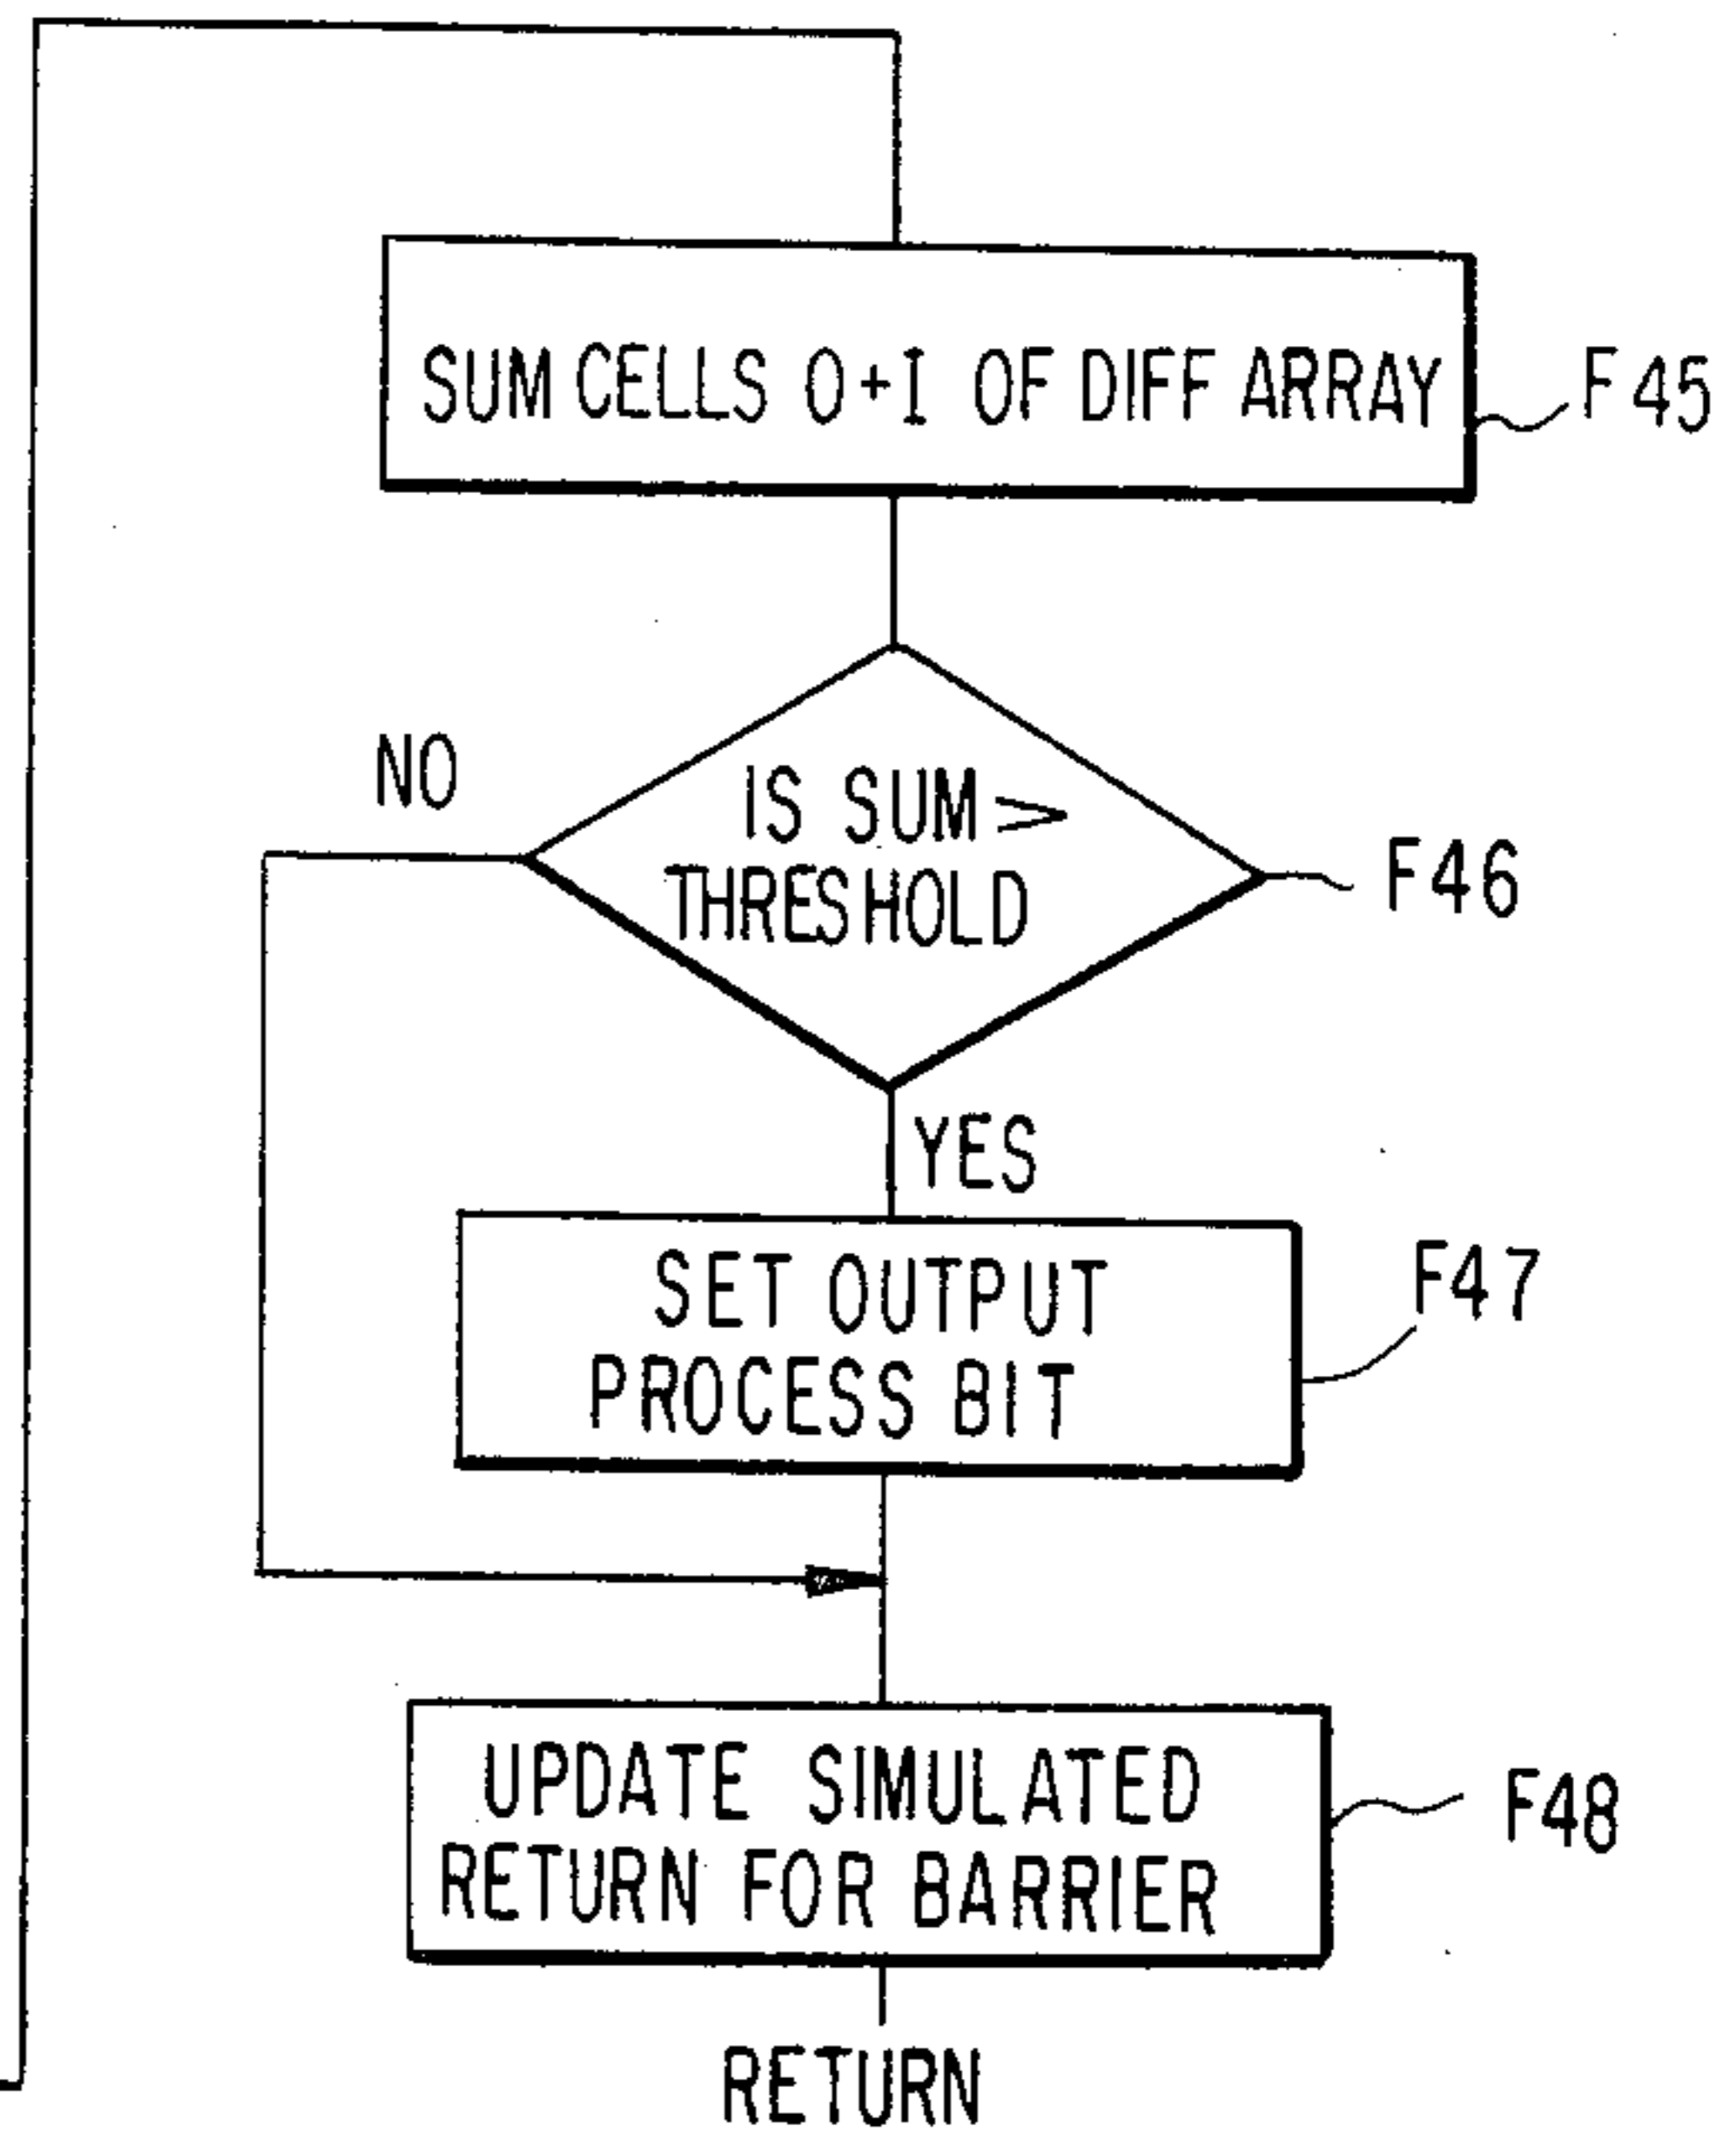 SUM CELLS 0+1 OF DIFF ARRAY
F45
NO
IS SUM >
THRESHOLD
F46
YES
SET OUTPUT
PROCESS BIT
F47
UPDATE SIMULATED
RETURN FOR BARRIER
F48
RETURN